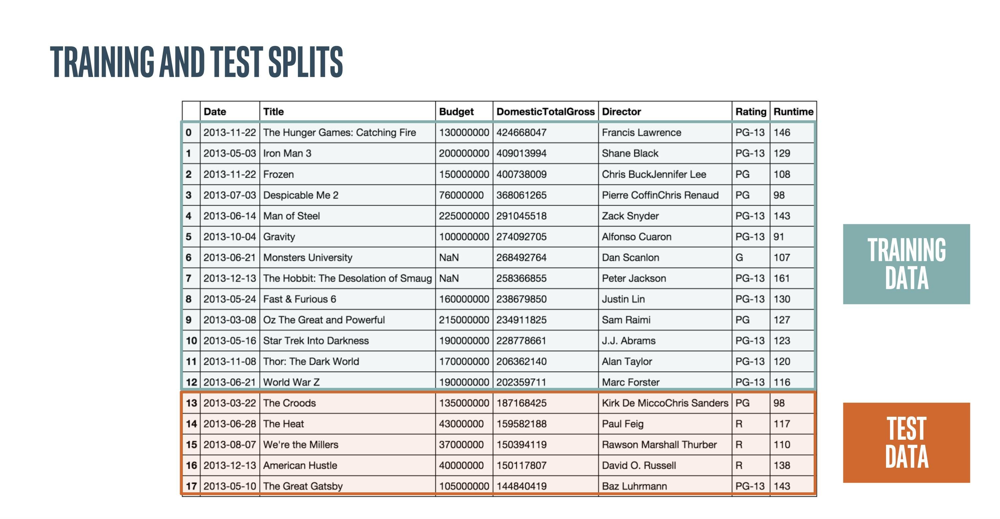 TRAINING AND TEST SPLITS
Date Title Budget DomesticTotalGross Director Rating Runtime
0 2013-11-22 The Hunger Games: Catching Fire 130000000 424668047 Francis Lawrence PG-13 146
1 2013-05-03 Iron Man 3 200000000 409013994 Shane Black PG-13 129
2 2013-11-22 Frozen 150000000 400738009 Chris BuckJennifer Lee PG 108
3 2013-07-03 Despicable Me 2 76000000 368061265 Pierre CoffinChris Renaud PG 98
4 2013-06-14 Man of Steel 225000000 291045518 Zack Snyder PG-13 143
5 2013-10-04 Gravity 100000000 274092705 Alfonso Cuaron PG-13 91
6 2013-06-21 Monsters University NaN 268492764 Dan Scanlon G 107
7 2013-12-13 The Hobbit: The Desolation of Smaug NaN 258366855 Peter Jackson PG-13 161
8 2013-05-24 Fast & Furious 6 160000000 238679850 Justin Lin PG-13 130
9 2013-03-08 Oz The Great and Powerful 215000000 234911825 Sam Raimi PG 127
10 2013-05-16 Star Trek Into Darkness 190000000 228778661 J.J. Abrams PG-13 123
11 2013-11-08 Thor: The Dark World 170000000 206362140 Alan Taylor PG-13 120
12 2013-06-21 World War Z 190000000 202359711 Marc Forster PG-13 116
13 2013-03-22 The Croods 135000000 187168425 Kirk De MiccoChris Sanders PG 98
14 2013-06-28 The Heat 43000000 159582188 Paul Feig R 117
15 2013-08-07 We're the Millers 37000000 150394119 Rawson Marshall Thurber R 110
16 2013-12-13 American Hustle 40000000 150117807 David O. Russell R 138
17 2013-05-10 The Great Gatsby 105000000 144840419 Baz Luhrmann PG-13 143
TRAINING
DATA
TEST
DATA